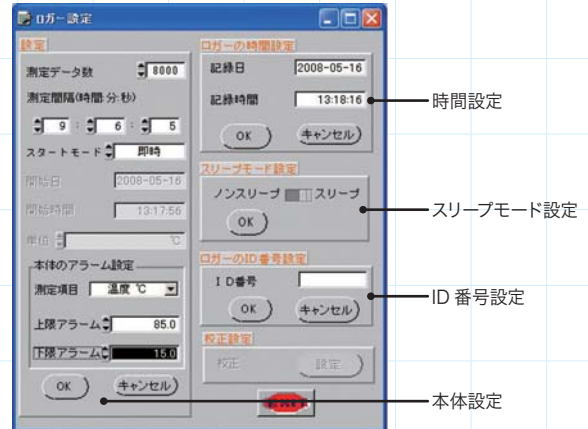 ロガー設定
設定
測定データ数 8000
測定間隔(時間:分:秒)
9 : 6 : 5
スタートモード 即時
開始日 2008-05-16
開始時間 13:17:56
単位 ℃
本体のアラーム設定
測定項目 温度 ℃
上限アラーム 85.0
下限アラーム 15.0
OK キャンセル
ロガーの時間設定
記録日 2008-05-16
記録時間 13:18:16
OK キャンセル
スリープモード設定
ノンスリープ スリープ
OK
ロガーのID番号設定
ID番号
OK キャンセル
校正設定
校正 設定
時間設定
スリープモード設定
ID 番号設定
本体設定